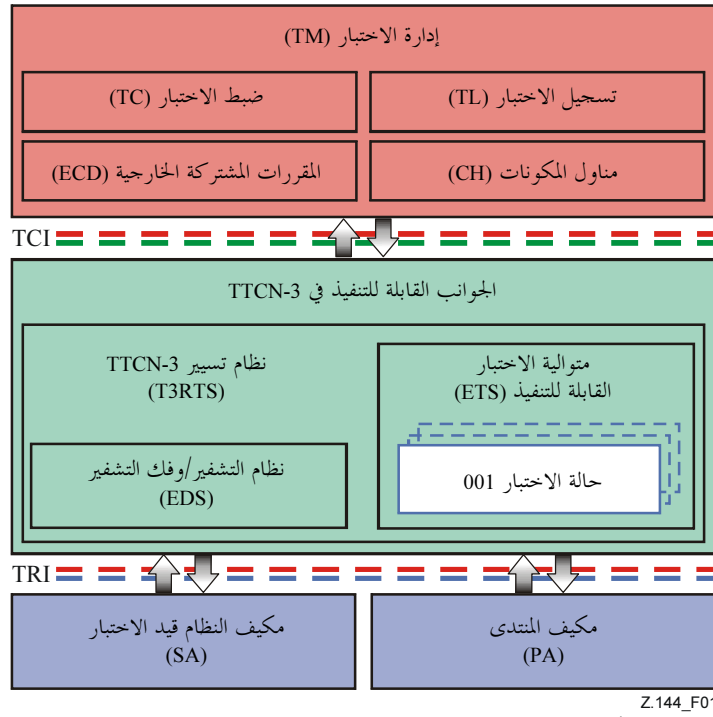 إدارة الاختبار (TM)
تسجيل الاختبار (TL)
ضبط الاختبار (TC)
مناول المكونات (CH)
المقررات المشتركة الخارجية (ECD)
TCI
الجوانب القابلة للتنفيذ في TTCN-3
متوالية الاختبار
القابلة للتنفيذ (ETS)
حالة الاختبار 001
نظام تسيير TTCN-3
(T3RTS)
نظام التشفير/وفك التشفير
(EDS)
TRI
مكيف المنتدى
(PA)
مكيف النظام قيد الاختبار
(SA)
Z.144_F01